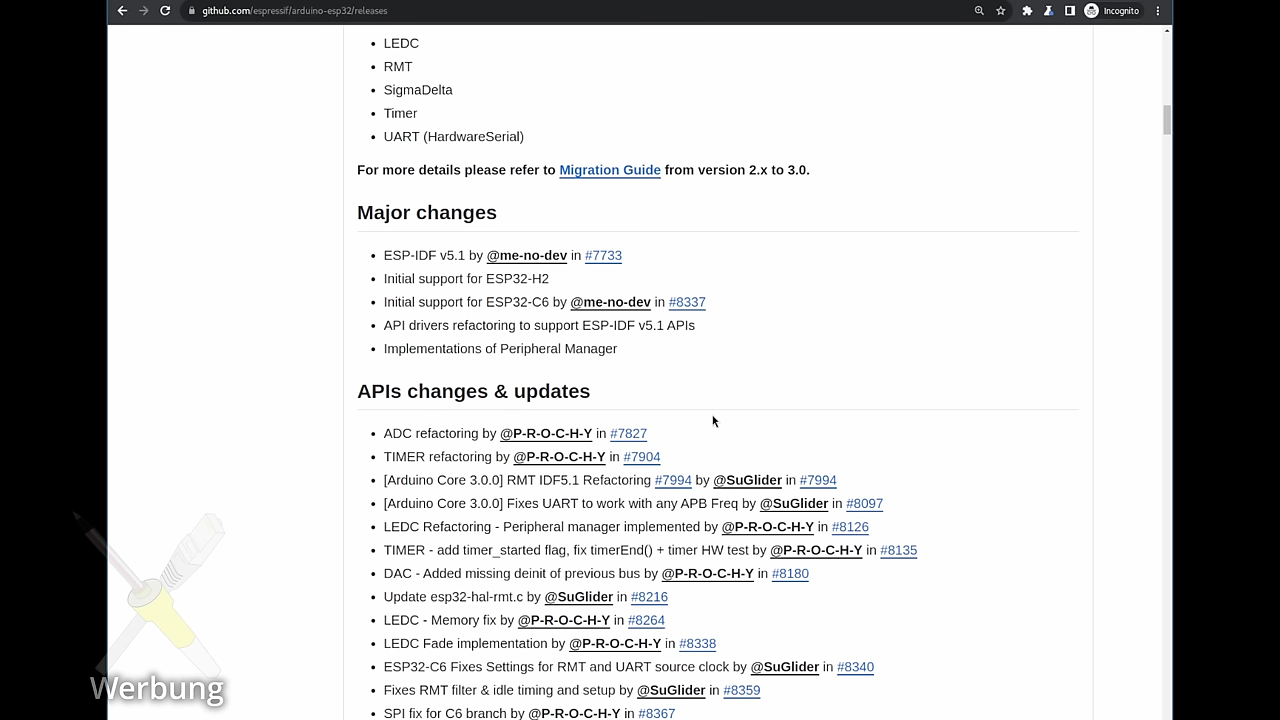 github.com/espressif/arduino-esp32/releases
Incognito
LEDC
RMT
SigmaDelta
Timer
UART (HardwareSerial)
For more details please refer to Migration Guide from version 2.x to 3.0.
Major changes
ESP-IDF v5.1 by @me-no-dev in #7733
Initial support for ESP32-H2
Initial support for ESP32-C6 by @me-no-dev in #8337
API drivers refactoring to support ESP-IDF v5.1 APIs
Implementations of Peripheral Manager
APIs changes & updates
ADC refactoring by @P-R-O-C-H-Y in #7827
TIMER refactoring by @P-R-O-C-H-Y in #7904
[Arduino Core 3.0.0] RMT IDF5.1 Refactoring #7994 by @SuGlider in #7994
[Arduino Core 3.0.0] Fixes UART to work with any APB Freq by @SuGlider in #8097
LEDC Refactoring - Peripheral manager implemented by @P-R-O-C-H-Y in #8126
TIMER - add timer_started flag, fix timerEnd() + timer HW test by @P-R-O-C-H-Y in #8135
DAC - Added missing deinit of previous bus by @P-R-O-C-H-Y in #8180
Update esp32-hal-rmt.c by @SuGlider in #8216
LEDC - Memory fix by @P-R-O-C-H-Y in #8264
LEDC Fade implementation by @P-R-O-C-H-Y in #8338
ESP32-C6 Fixes Settings for RMT and UART source clock by @SuGlider in #8340
Fixes RMT filter & idle timing and setup by @SuGlider in #8359
SPI fix for C6 branch by @P-R-O-C-H-Y in #8367
Werbung